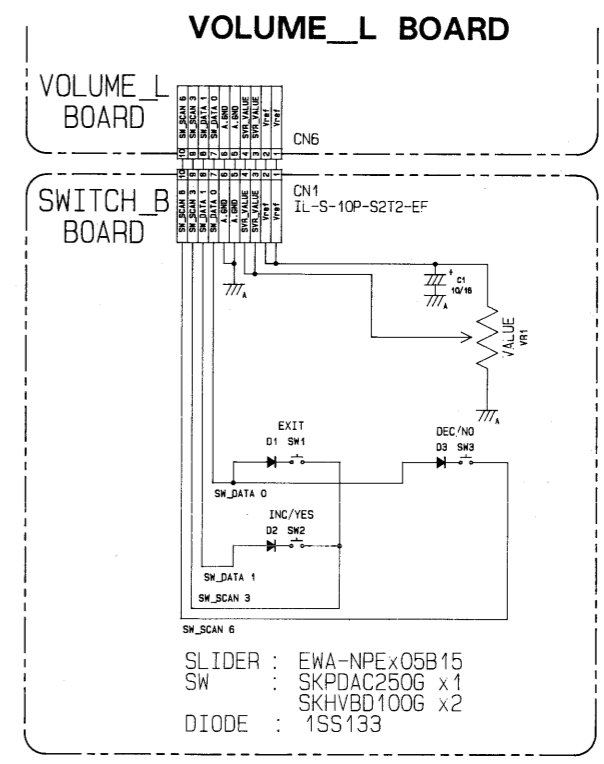 VOLUME__L BOARD
VOLUME_L
BOARD
SW_SCAN 6
SW_SCAN 3
SW_DATA 1
SW_DATA 0
A.GND
A.GND
SVR_VALUE
SVR_VALUE
Vref
Vref
CN6
10 9 8 7 6 5 4 3 2 1
SWITCH_B
BOARD
10 9 8 7 6 5 4 3 2 1
SW_SCAN 6
SW_SCAN 3
SW_DATA 1
SW_DATA 0
A.GND
A.GND
SVR_VALUE
SVR_VALUE
Vref
Vref
CN1
IL-S-10P-S2T2-EF
A
+
C1
10/16
A
VALUE
VR1
A
EXIT
D1 SW1
DEC/NO
D3 SW3
SW_DATA 0
INC/YES
D2 SW2
SW_DATA 1
SW_SCAN 3
SW_SCAN 6
SLIDER : EWA-NPEx05B15
SW : SKPDAC250G x1
SKHVBD100G x2
DIODE : 1SS133